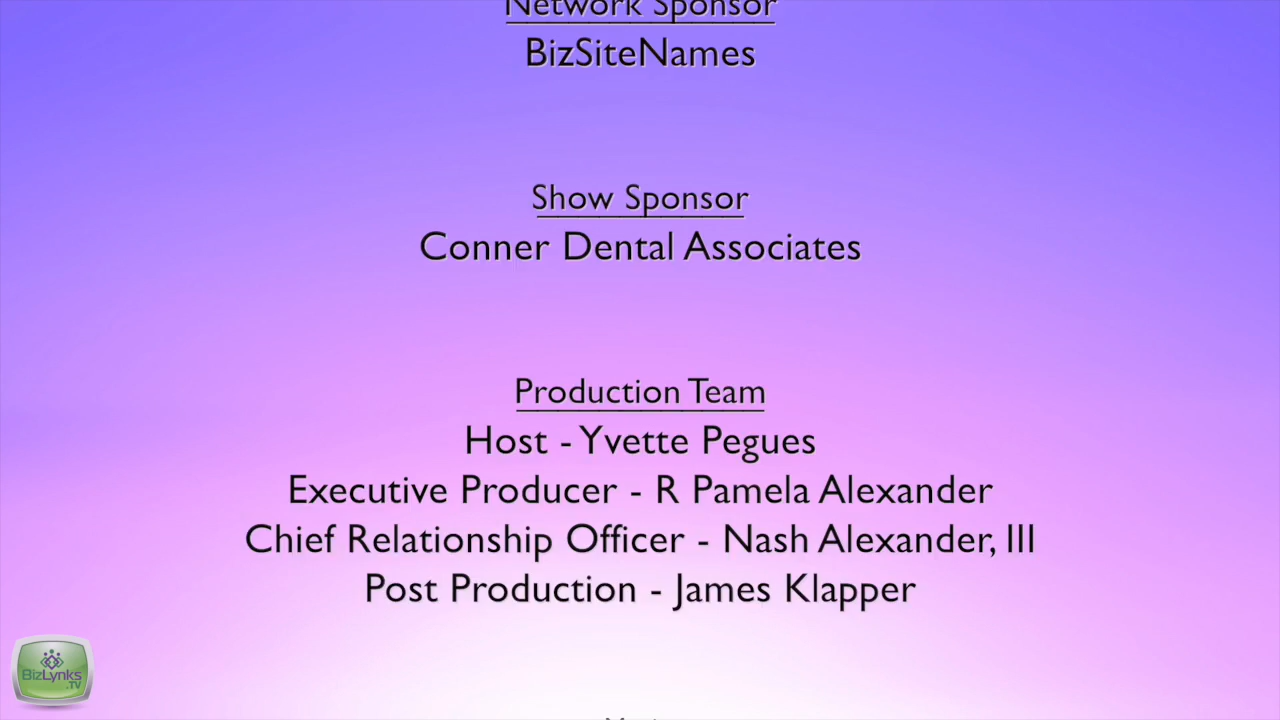 Network Sponsor
BizSiteNames
Show Sponsor
Conner Dental Associates
Production Team
Host - Yvette Pegues
Executive Producer - R Pamela Alexander
Chief Relationship Officer - Nash Alexander, III
Post Production - James Klapper
BizLynks
.TV